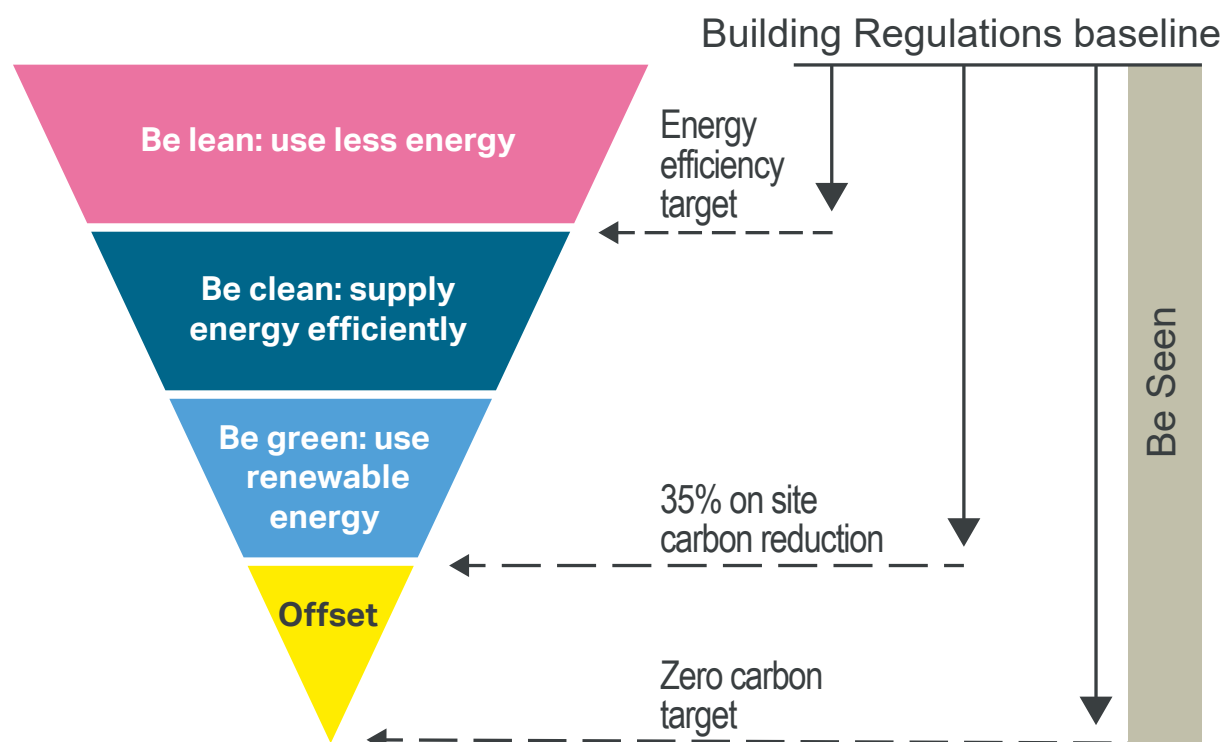 Building Regulations baseline
Be lean: use less energy
Energy
efficiency
target
Be clean: supply
energy efficiently
Be Seen
Be green: use
renewable
energy
35% on site
carbon reduction
Offset
Zero carbon
target